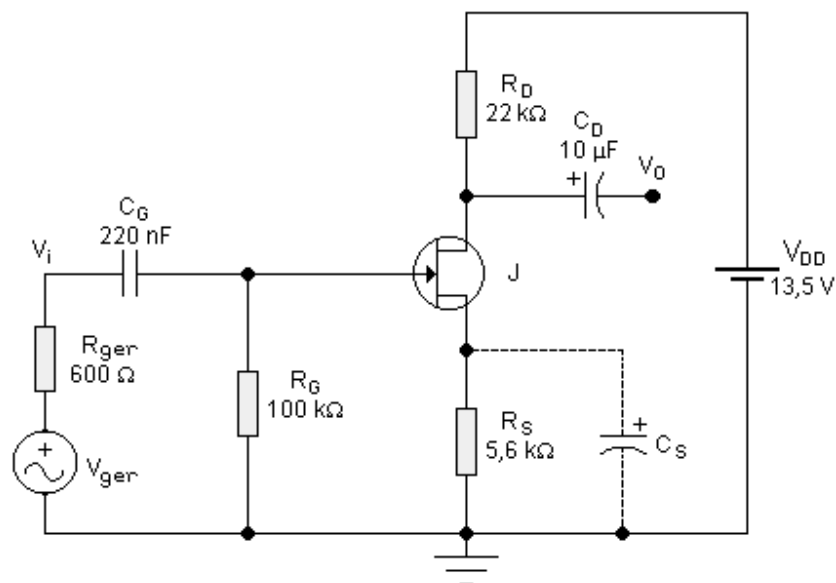 R_D
22 kΩ
C_D
10 µF
+
V_O
C_G
220 nF
V_i
J
V_DD
13,5 V
R_ger
600 Ω
R_G
100 kΩ
R_S
5,6 kΩ
+
C_S
+
V_ger